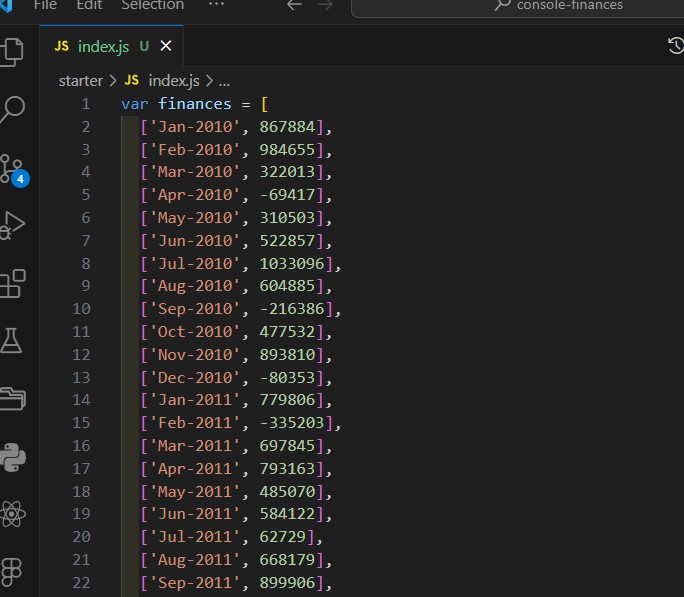 File Edit Selection ··· ← → console-finances
JS index.js U ×
starter > JS index.js > ...
1 var finances = [
2 ['Jan-2010', 867884],
3 ['Feb-2010', 984655],
4 ['Mar-2010', 322013],
5 ['Apr-2010', -69417],
6 ['May-2010', 310503],
7 ['Jun-2010', 522857],
8 ['Jul-2010', 1033096],
9 ['Aug-2010', 604885],
10 ['Sep-2010', -216386],
11 ['Oct-2010', 477532],
12 ['Nov-2010', 893810],
13 ['Dec-2010', -80353],
14 ['Jan-2011', 779806],
15 ['Feb-2011', -335203],
16 ['Mar-2011', 697845],
17 ['Apr-2011', 793163],
18 ['May-2011', 485070],
19 ['Jun-2011', 584122],
20 ['Jul-2011', 62729],
21 ['Aug-2011', 668179],
22 ['Sep-2011', 899906],
4